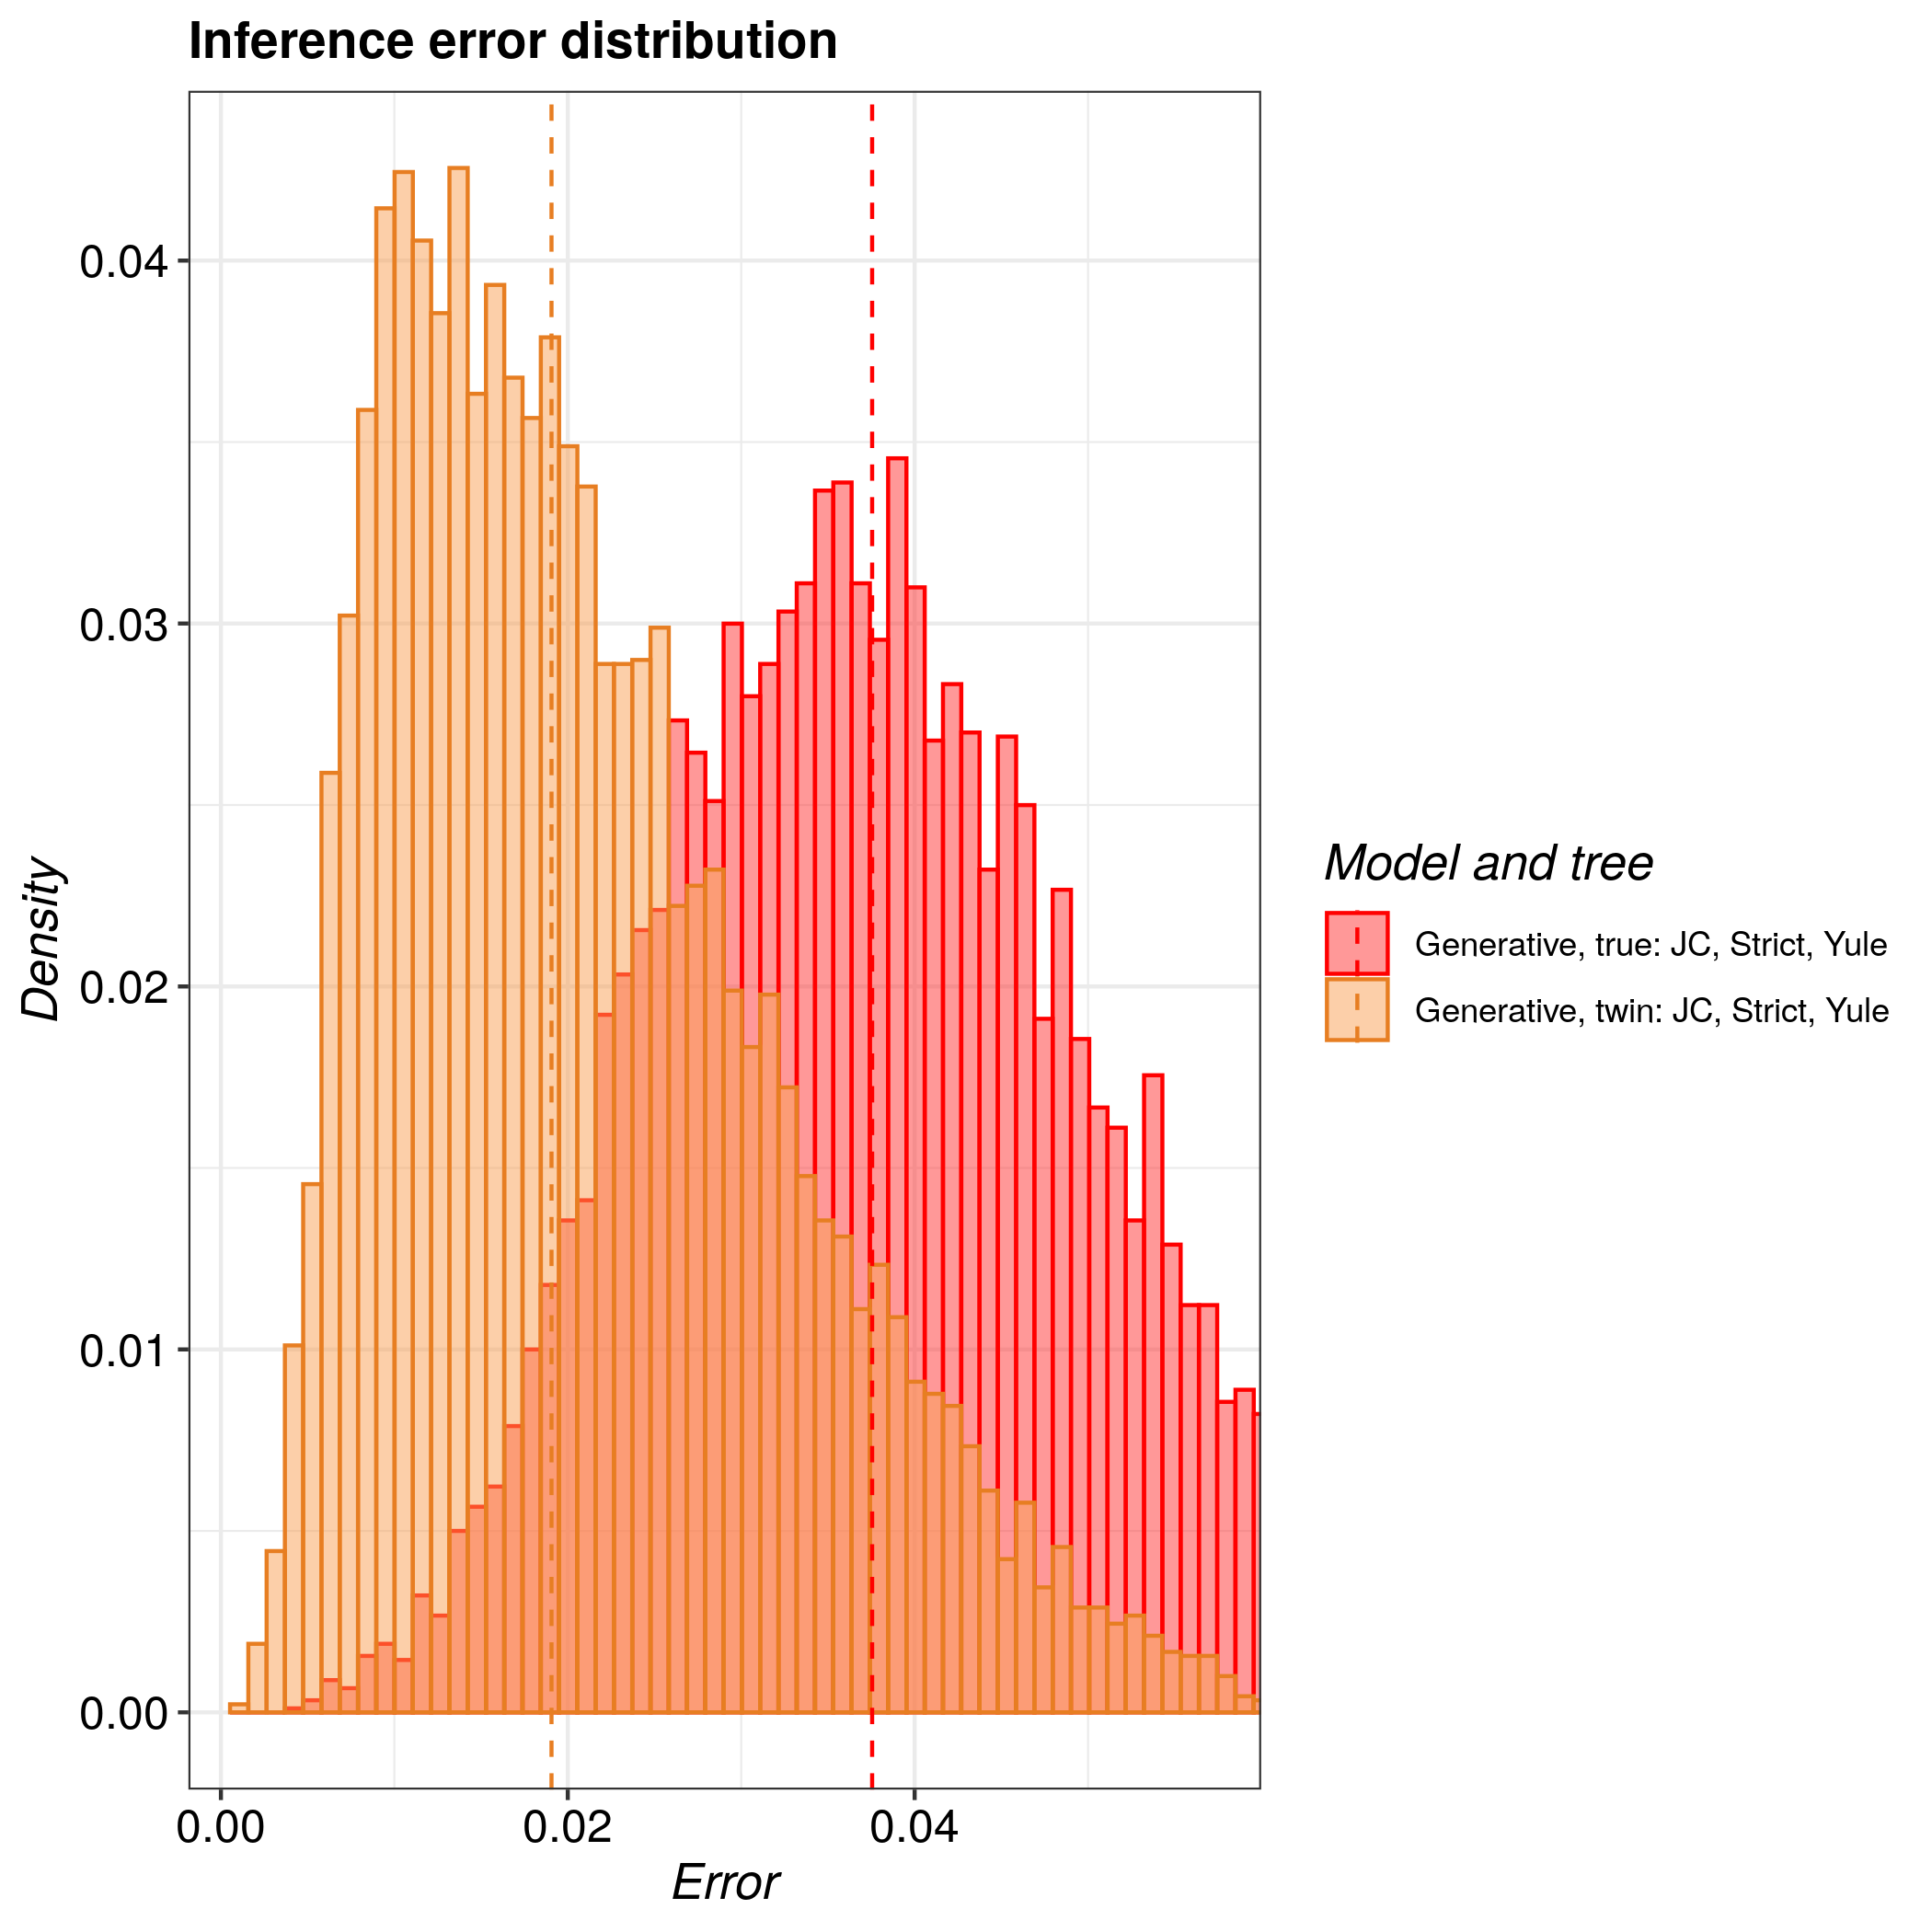 Inference error distribution
0.04
0.03
0.02
0.01
0.00
Density
0.00 0.02 0.04
Error
Model and tree
Generative, true: JC, Strict, Yule
Generative, twin: JC, Strict, Yule